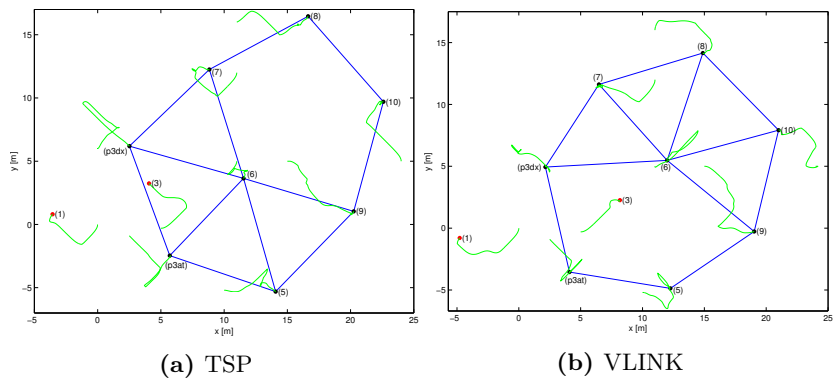 15
10
5
0
-5
y [m]
(8)
(7)
(10)
(p3dx)
(3)
(6)
(1)
(9)
(p3at)
(5)
-5 0 5 10 15 20 25
x [m]
(a) TSP
15
10
5
0
-5
y [m]
(8)
(7)
(10)
(p3dx)
(6)
(3)
(1)
(9)
(p3at)
(5)
-5 0 5 10 15 20 25
x [m]
(b) VLINK